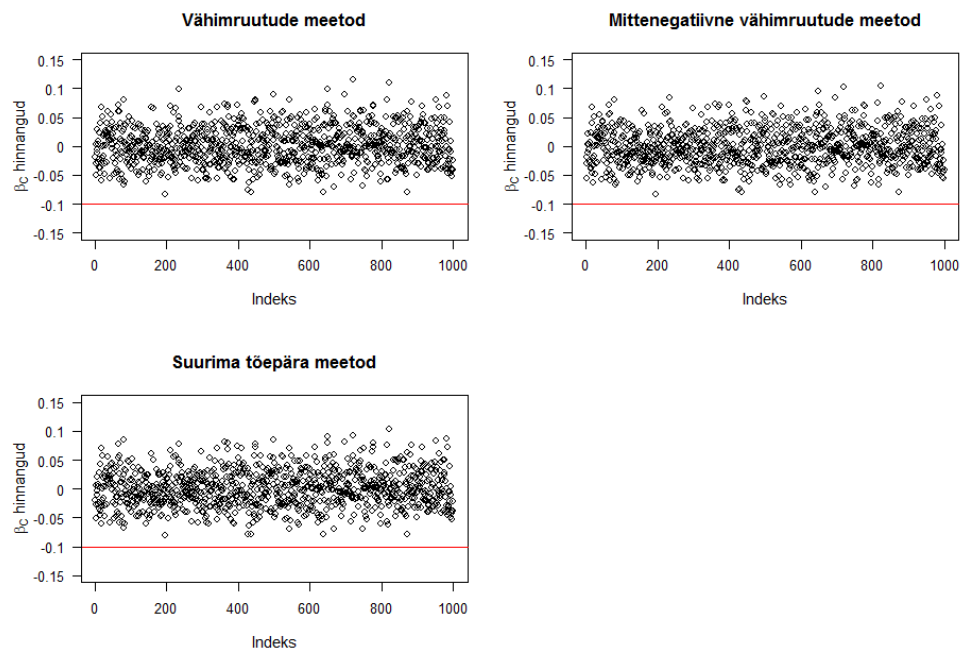 Vähimruutude meetod
βC hinnangud
0.15
0.1
0.05
0
-0.05
-0.1
-0.15
0 200 400 600 800 1000
Indeks
Mittenegatiivne vähimruutude meetod
βC hinnangud
0.15
0.1
0.05
0
-0.05
-0.1
-0.15
0 200 400 600 800 1000
Indeks
Suurima tõepära meetod
βC hinnangud
0.15
0.1
0.05
0
-0.05
-0.1
-0.15
0 200 400 600 800 1000
Indeks